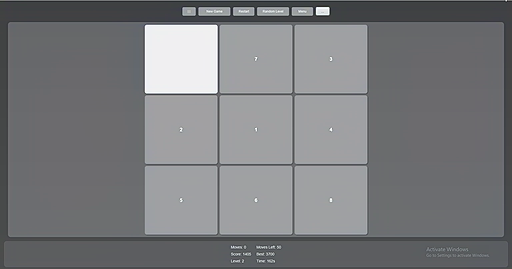 New Game Restart Random Level Menu
7 3
2 1 4
5 6 8
Moves: 0 Moves Left: 50
Score: 1400 Best: 3700
Level: 2 Time: 162s
Activate Windows
Go to Settings to activate Windows.